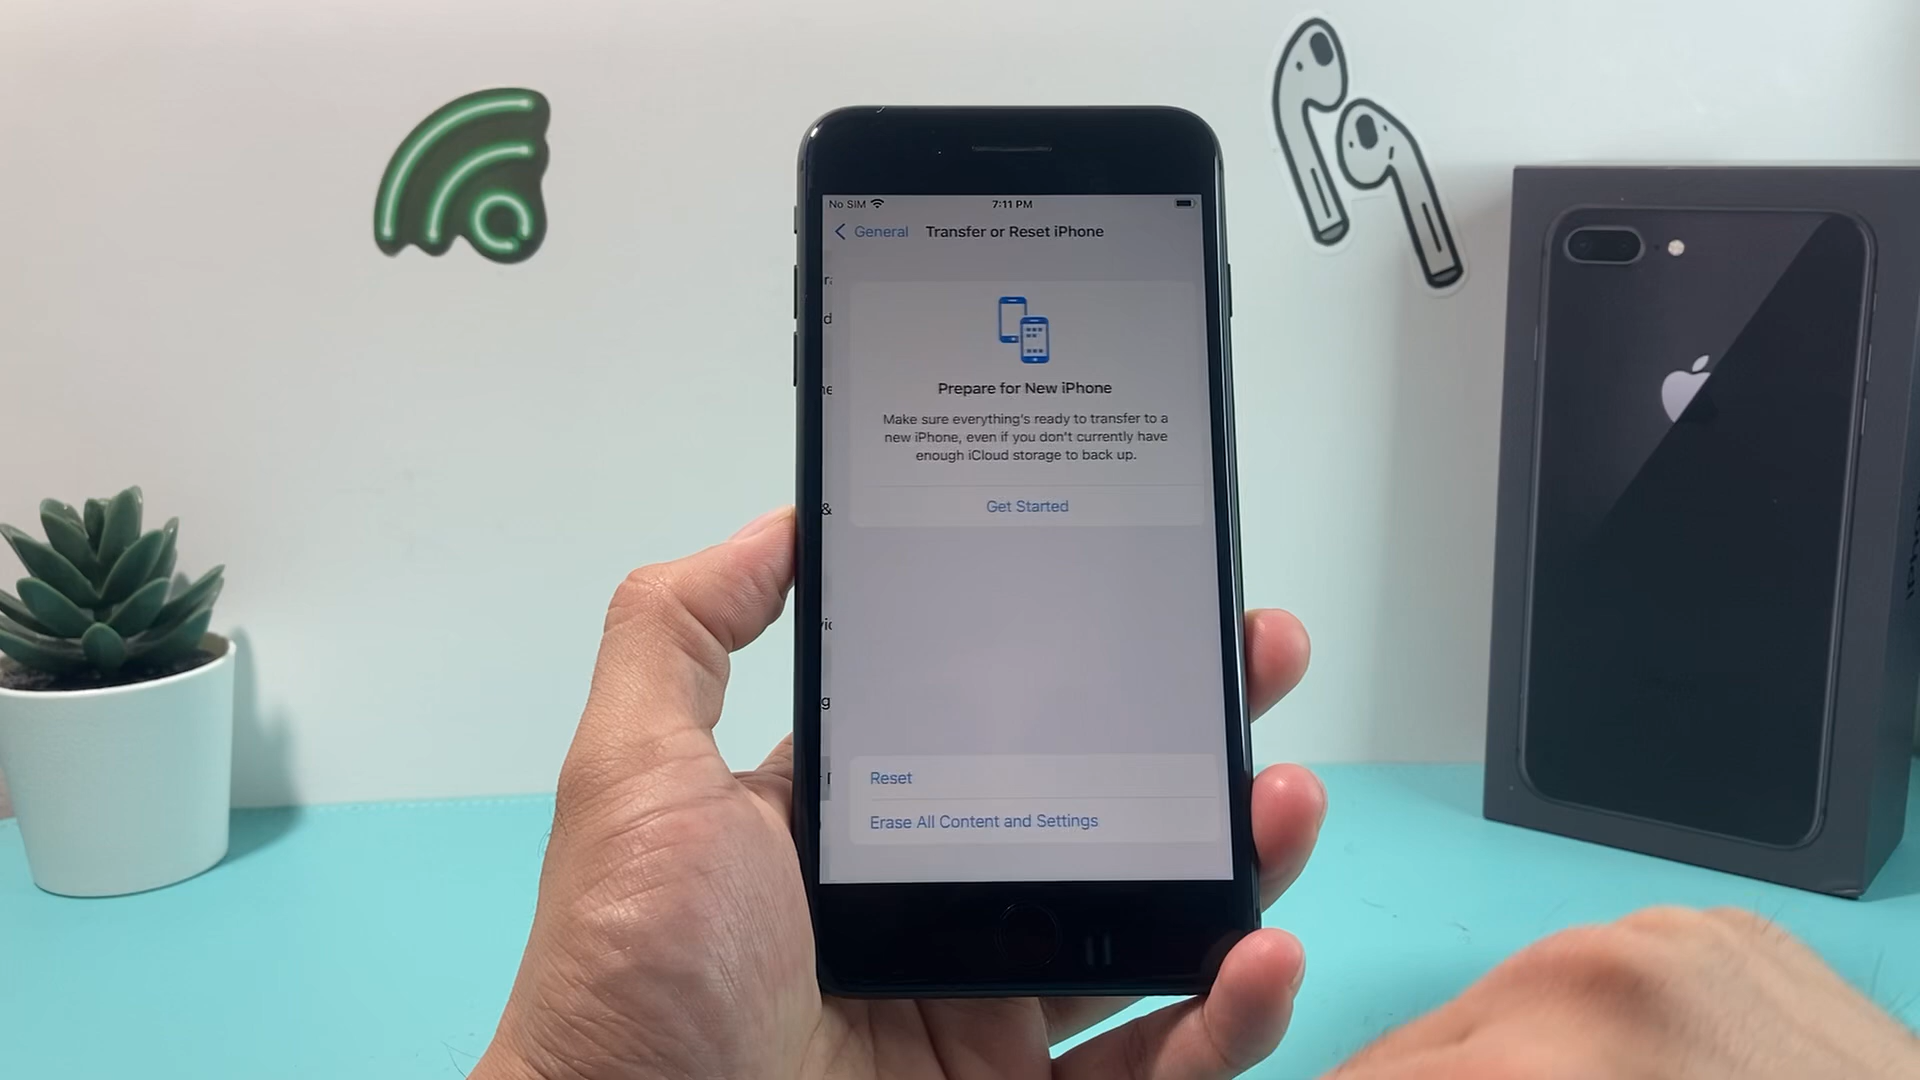 No SIM 7:11 PM
General Transfer or Reset iPhone
Prepare for New iPhone
Make sure everything's ready to transfer to a
new iPhone, even if you don't currently have
enough iCloud storage to back up.
Get Started
Reset
Erase All Content and Settings